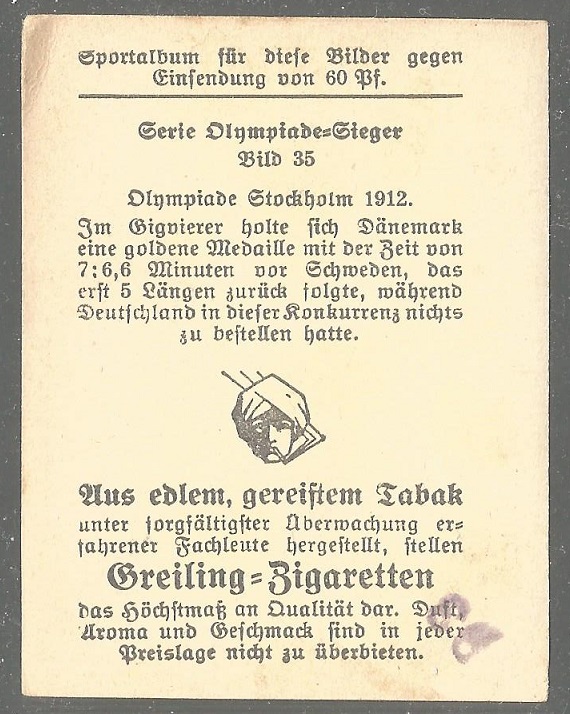 Sportalbum für diese Bilder gegen
Einsendung von 60 Pf.
Serie Olympiade=Sieger
Bild 35
Olympiade Stockholm 1912.
Im Gigvierer holte sich Dänemark
eine goldene Medaille mit der Zeit von
7:6,6 Minuten vor Schweden, das
erst 5 Längen zurück folgte, während
Deutschland in dieser Konkurrenz nichts
zu bestellen hatte.
Aus edlem, gereiftem Tabak
unter sorgfältigster Überwachung er=
fahrener Fachleute hergestellt, stellen
Greiling=Zigaretten
das Höchstmaß an Qualität dar. Duft,
Aroma und Geschmack sind in jeder
Preislage nicht zu überbieten.